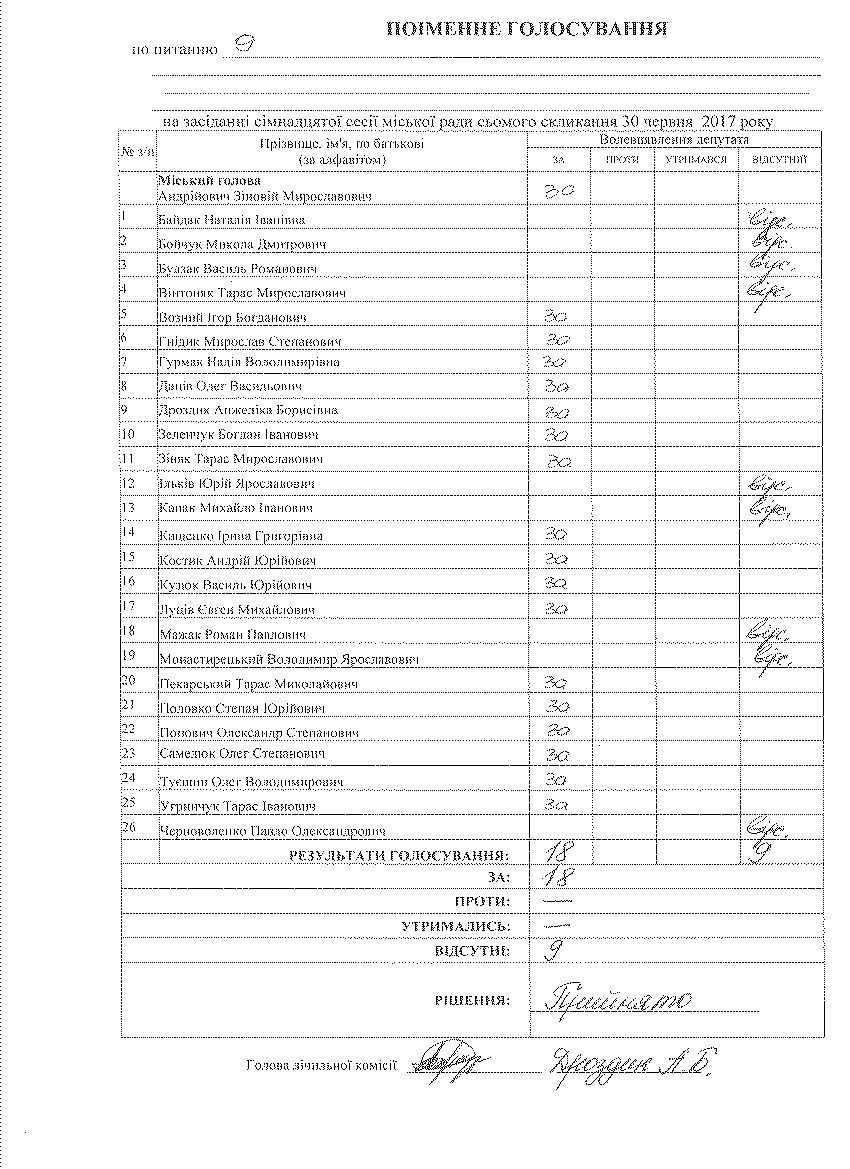 ПОІМЕННЕ ГОЛОСУВАННЯ
по питанню 9
на засіданні сімнадцятої сесії міської ради сьомого скликання 30 червня 2017 року
№ з/п Прізвище, ім'я, по батькові (за алфавітом) Волевиявлення депутата
ЗА ПРОТИ УТРИМАВСЯ ВІДСУТНІЙ
Міський голова
Андрійович Зіновій Мирославович За
1 Байдак Наталія Іванівна відс.
2 Бойчук Микола Дмитрович відс.
3 Будзак Василь Романович відс.
4 Вінтоняк Тарас Мирославович відс.
5 Возний Ігор Богданович За
6 Гнідик Мирослав Степанович За
7 Гурмак Надія Володимирівна За
8 Даців Олег Васильович За
9 Дроздик Анжеліка Борисівна За
10 Зеленчук Богдан Іванович За
11 Зіняк Тарас Мирославович За
12 Ільків Юрій Ярославович відс.
13 Капак Михайло Іванович відс.
14 Кащенко Ірина Григорівна За
15 Костик Андрій Юрійович За
16 Куцюк Василь Юрійович За
17 Луців Євген Михайлович За
18 Мажак Роман Павлович відс.
19 Монастирецький Володимир Ярославович відс.
20 Пекарський Тарас Миколайович За
21 Половко Степан Юрійович За
22 Попович Олександр Степанович За
23 Самелюк Олег Степанович За
24 Олег Володимирович За
25 Угринчук Тарас Іванович За
26 Черноволенко Павло Олександрович відс.
РЕЗУЛЬТАТИ ГОЛОСУВАННЯ: 18 9
ЗА: 18
ПРОТИ: —
УТРИМАЛИСЬ: —
ВІДСУТНІ: 9
РІШЕННЯ: Прийнято
Голова лічильної комісії Дроздик А.Б.